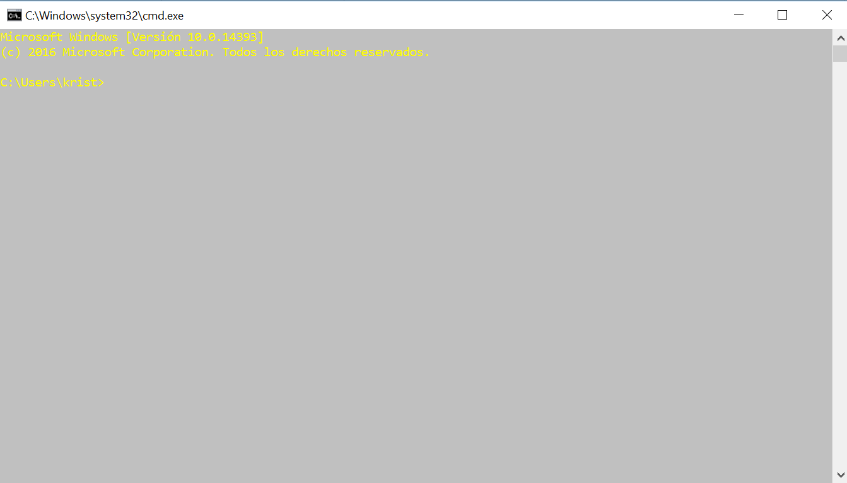 C:\Windows\system32\cmd.exe
Microsoft Windows [Versión 10.0.14393]
(c) 2016 Microsoft Corporation. Todos los derechos reservados.
C:\Users\krist>